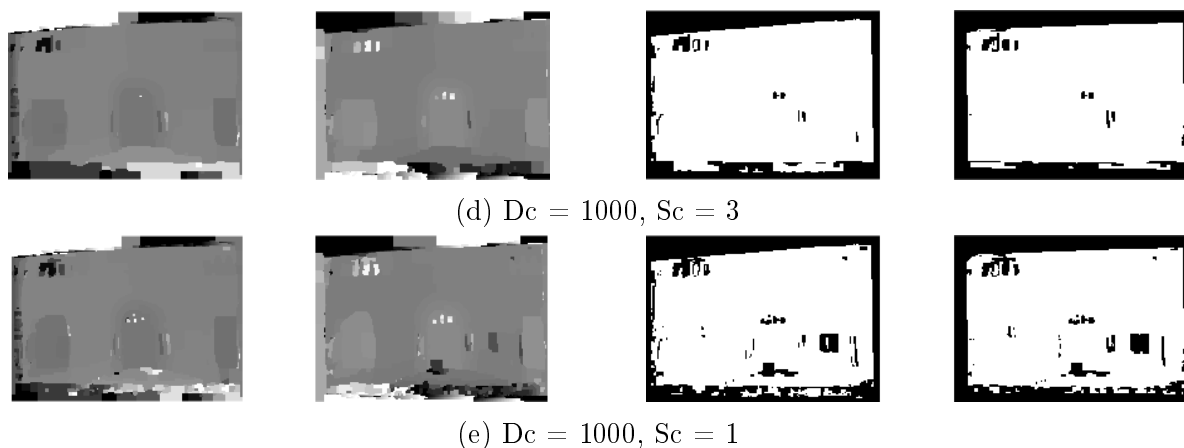 (d) Dc = 1000, Sc = 3
(e) Dc = 1000, Sc = 1